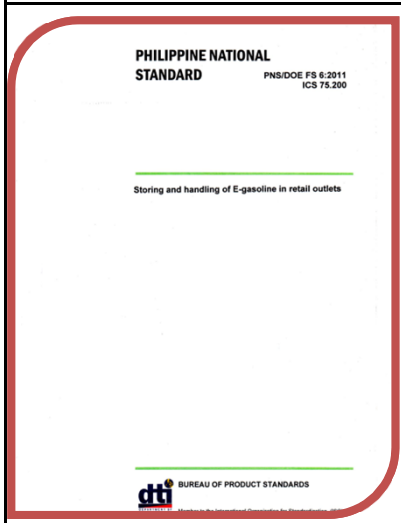 PHILIPPINE NATIONAL
STANDARD
PNS/DOE FS 6:2011
ICS 75.200
Storing and handling of E-gasoline in retail outlets
dti
BUREAU OF PRODUCT STANDARDS